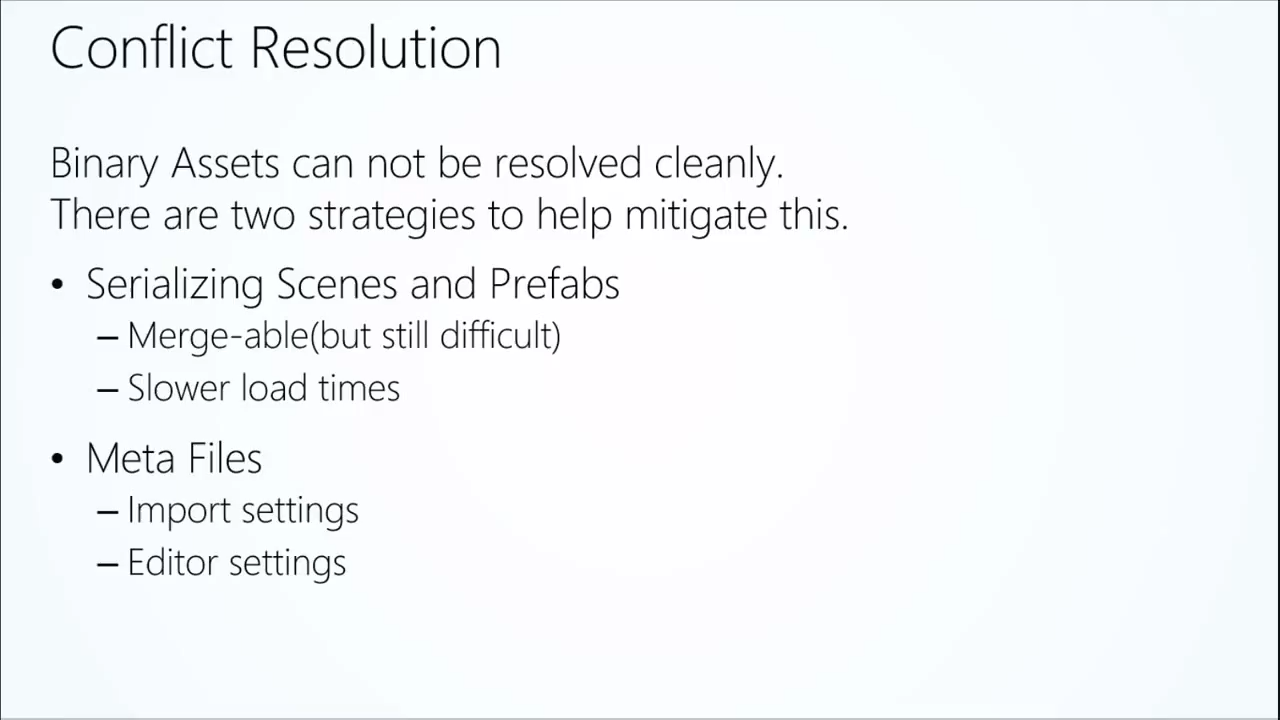 Conflict Resolution
Binary Assets can not be resolved cleanly.
There are two strategies to help mitigate this.
• Serializing Scenes and Prefabs
– Merge-able(but still difficult)
– Slower load times
• Meta Files
– Import settings
– Editor settings